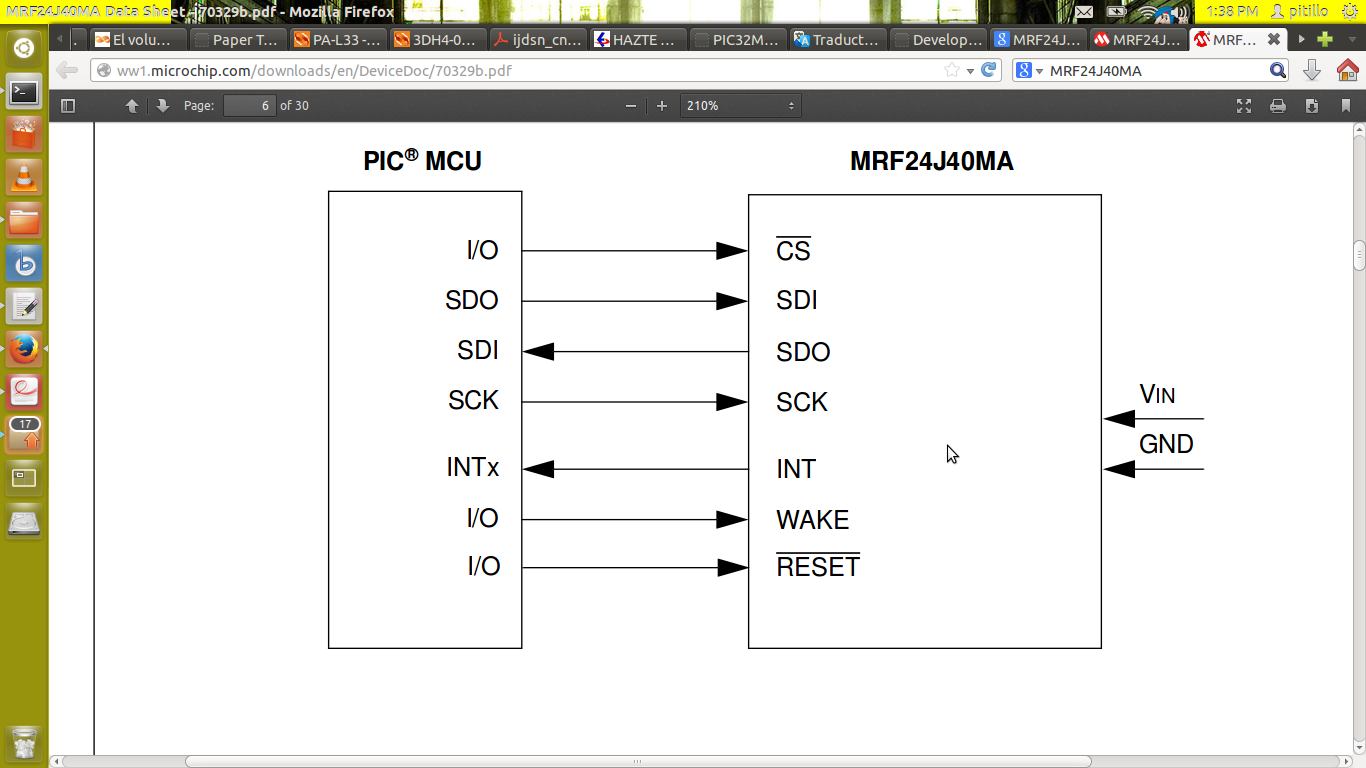 MRF24J40MA Data Sheet - 70329b.pdf - Mozilla Firefox
1:38 PM pitillo
El volu...
Paper T...
PA-L33 -...
3DH4-0...
ijdsn_cn...
HAZTE ...
PIC32M...
Traduct...
Develop...
MRF24J...
MRF24J...
MRF...
ww1.microchip.com/downloads/en/DeviceDoc/70329b.pdf
MRF24J40MA
Page: 6 of 30
210%
PIC® MCU
MRF24J40MA
I/O
CS
SDO
SDI
SDI
SDO
SCK
SCK
VIN
GND
INTx
INT
I/O
WAKE
I/O
RESET
17